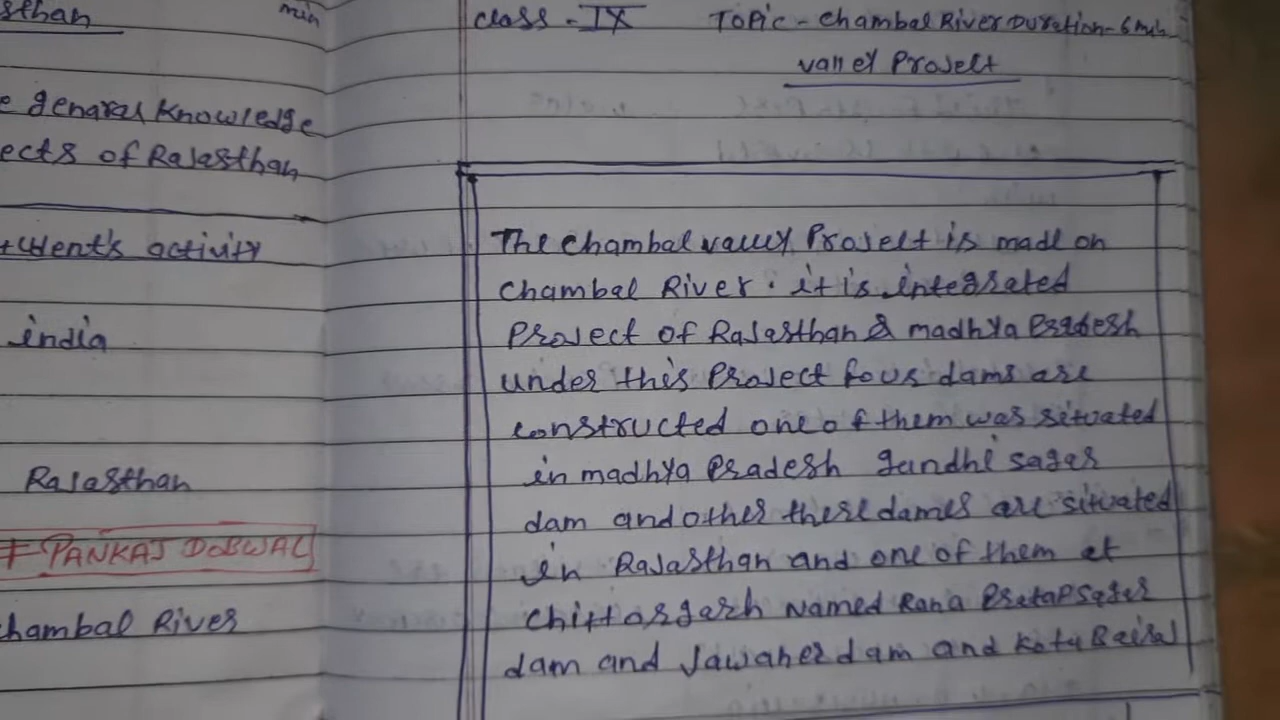 sthan
min
e genaral Knowledge
ects of Rajasthan
tudent's activity
india
Rajasthan
# PANKAJ DOBWAL
hambal River
class - IX Topic - Chambal River Duration - 6 min
valley Project
The Chambal valley Project is made on
Chambal River. it is integrated
Project of Rajasthan & madhya Pradesh
under this Project four dams are
constructed one of them was situated
in madhya Pradesh gandhi sagar
dam and other there dames are situated
in Rajasthan and one of them at
Chittorgarh Named Rana Pratap Sagar
dam and Jawaher dam and Kota Bairaj